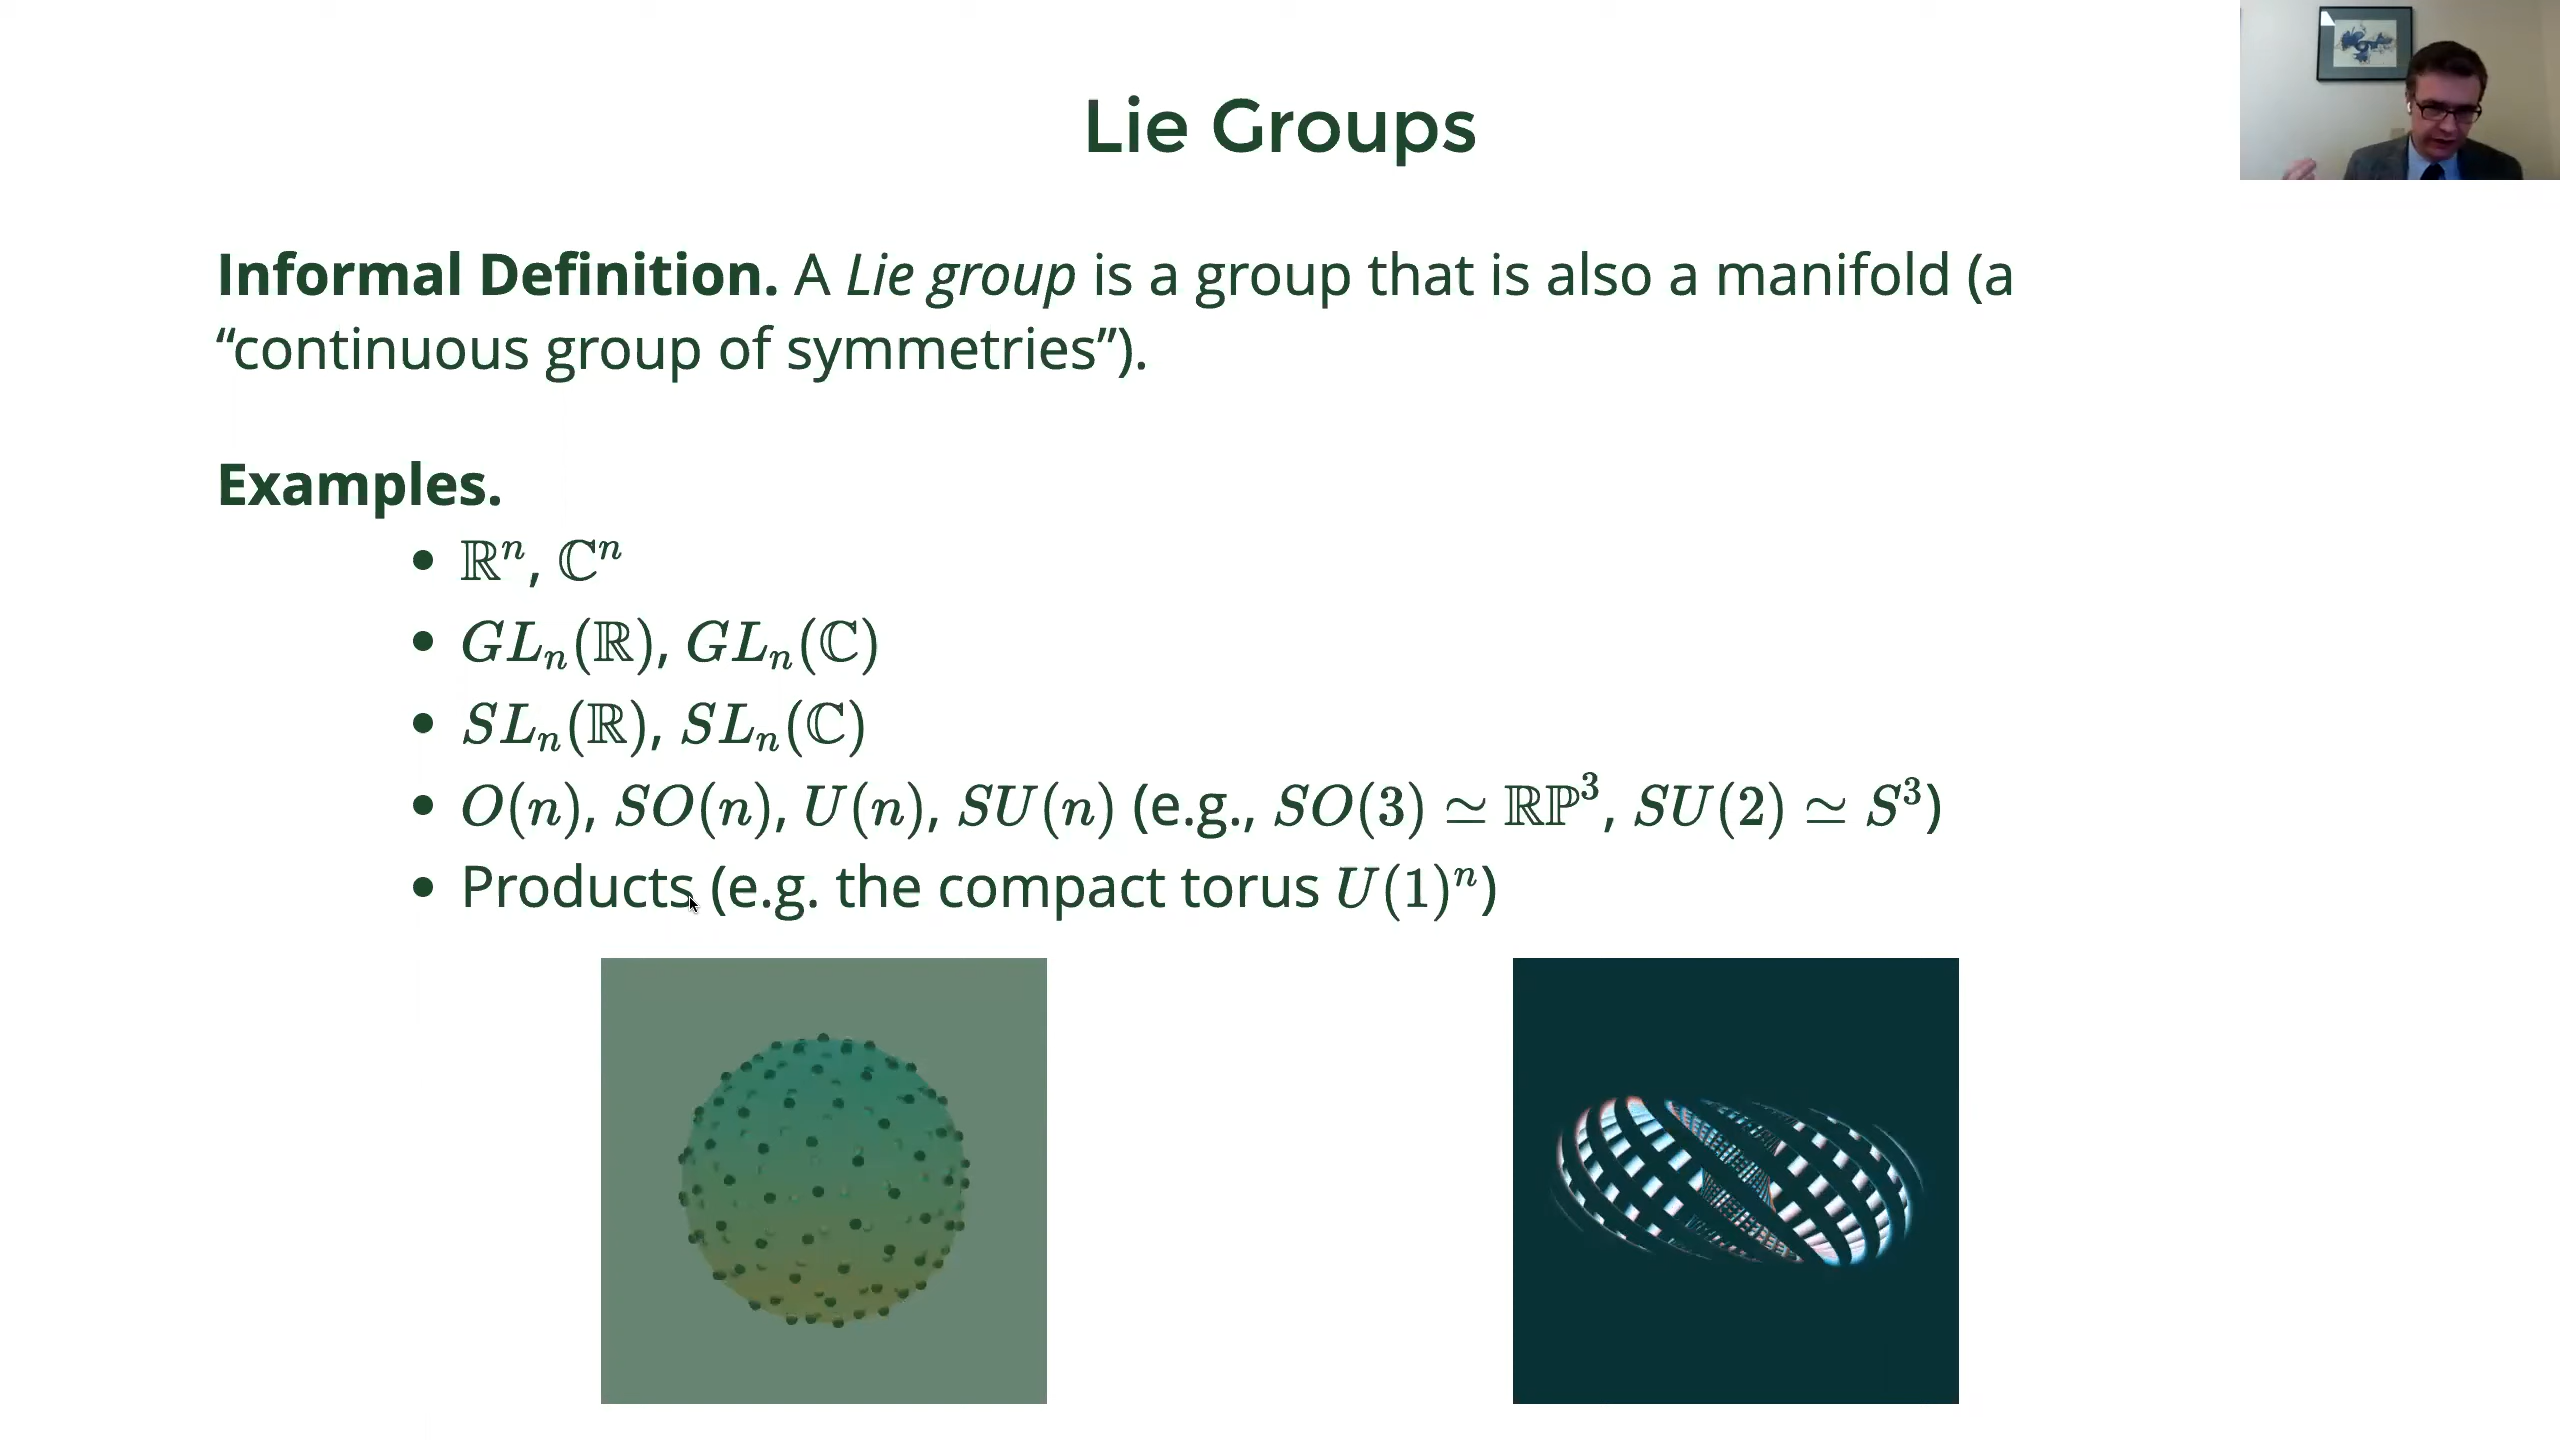 Lie Groups
Informal Definition. A Lie group is a group that is also a manifold (a
“continuous group of symmetries”).
Examples.
• ℝⁿ, ℂⁿ
• GLₙ(ℝ), GLₙ(ℂ)
• SLₙ(ℝ), SLₙ(ℂ)
• O(n), SO(n), U(n), SU(n) (e.g., SO(3) ≃ ℝℙ³, SU(2) ≃ S³)
• Products (e.g. the compact torus U(1)ⁿ)